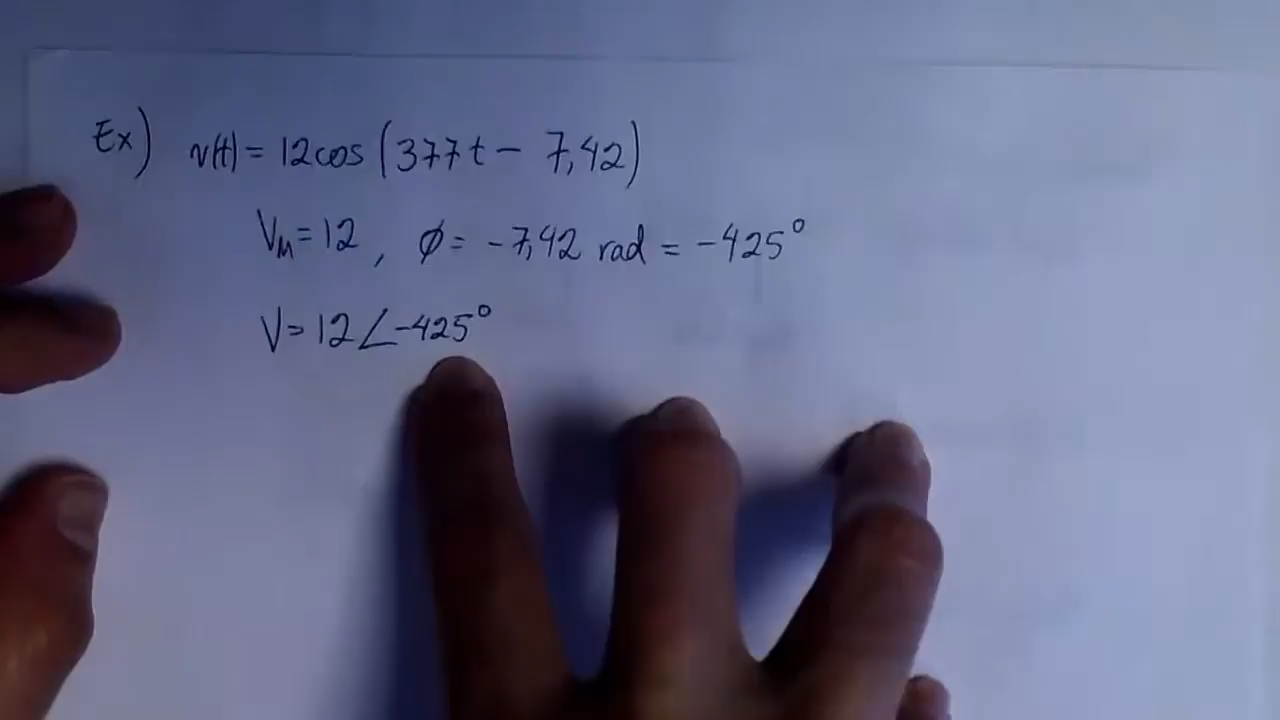 Ex) v(t) = 12cos(377t - 7,42)
VM = 12, ø = -7,42 rad = -425°
V = 12∠-425°